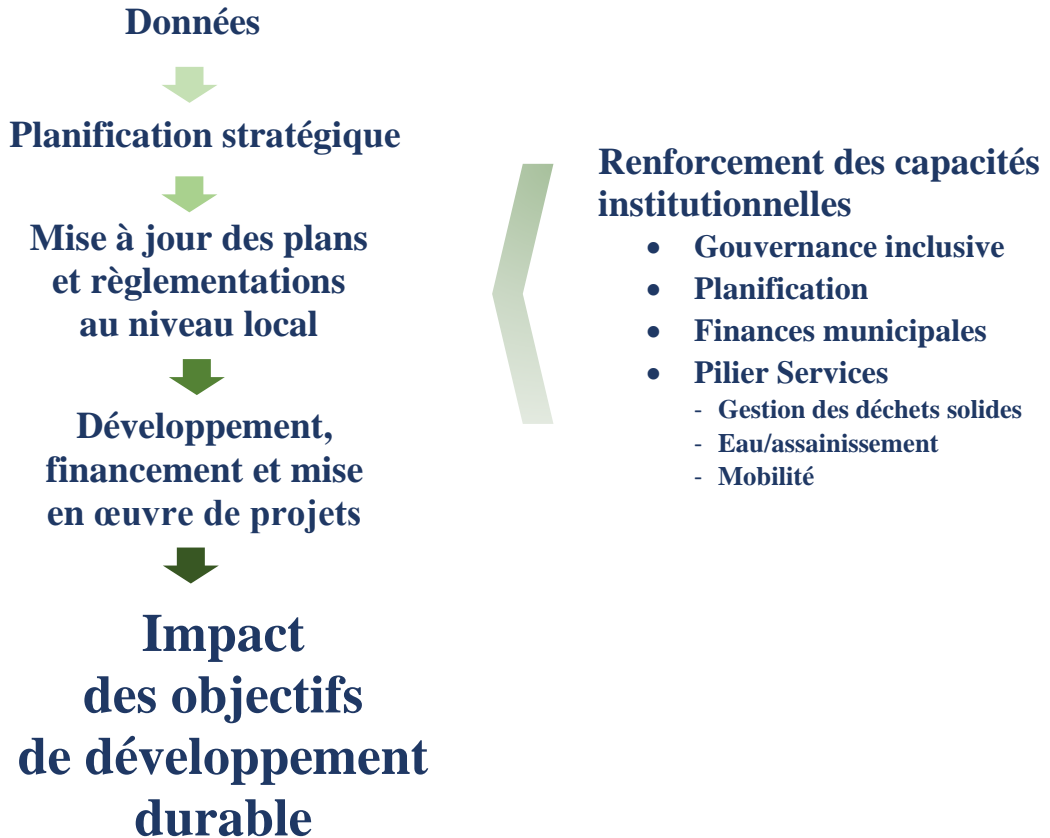 Données
Planification stratégique
Mise à jour des plans
et règlementations
au niveau local
Développement,
financement et mise
en œuvre de projets
Impact
des objectifs
de développement
durable
Renforcement des capacités
institutionnelles
• Gouvernance inclusive
• Planification
• Finances municipales
• Pilier Services
- Gestion des déchets solides
- Eau/assainissement
- Mobilité